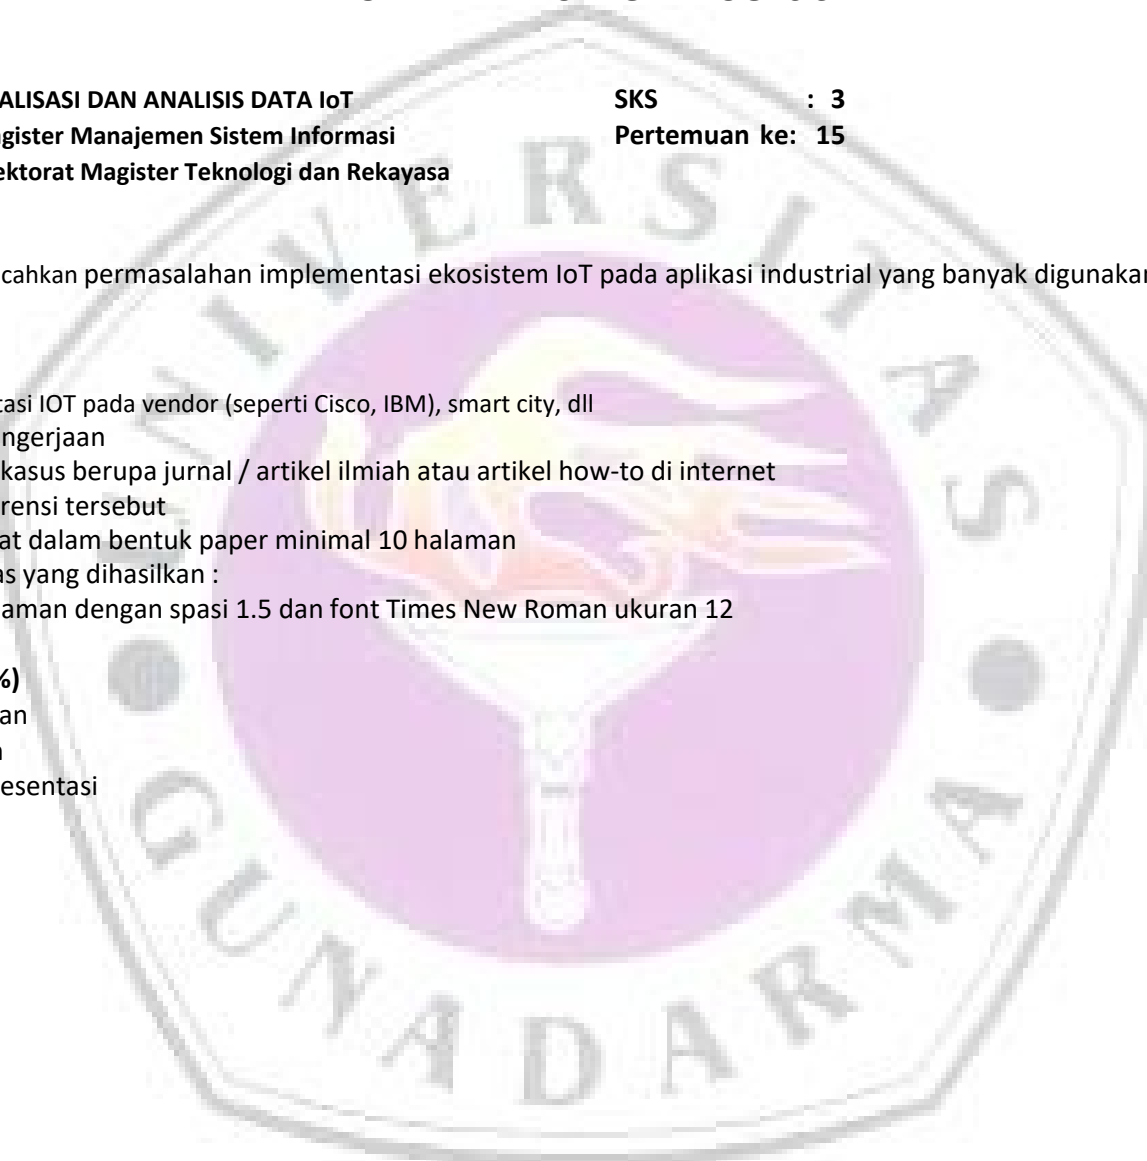 ALISASI DAN ANALISIS DATA IoT SKS : 3
gister Manajemen Sistem Informasi Pertemuan ke: 15
ektorat Magister Teknologi dan Rekayasa
cahkan permasalahan implementasi ekosistem IoT pada aplikasi industrial yang banyak digunakan
tasi IOT pada vendor (seperti Cisco, IBM), smart city, dll
ngerjaan
kasus berupa jurnal / artikel ilmiah atau artikel how-to di internet
rensi tersebut
at dalam bentuk paper minimal 10 halaman
as yang dihasilkan :
aman dengan spasi 1.5 dan font Times New Roman ukuran 12
%)
an
esentasi
UNIVERSITAS
GUNADARMA